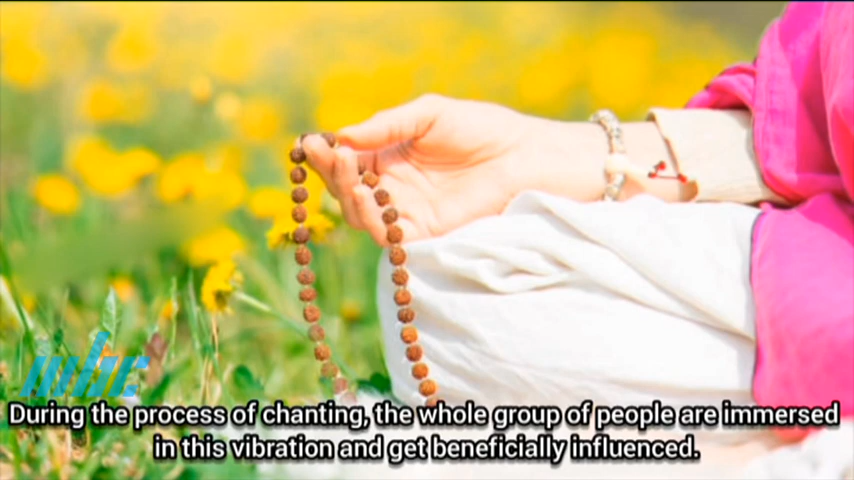 whc
During the process of chanting, the whole group of people are immersed
in this vibration and get beneficially influenced.